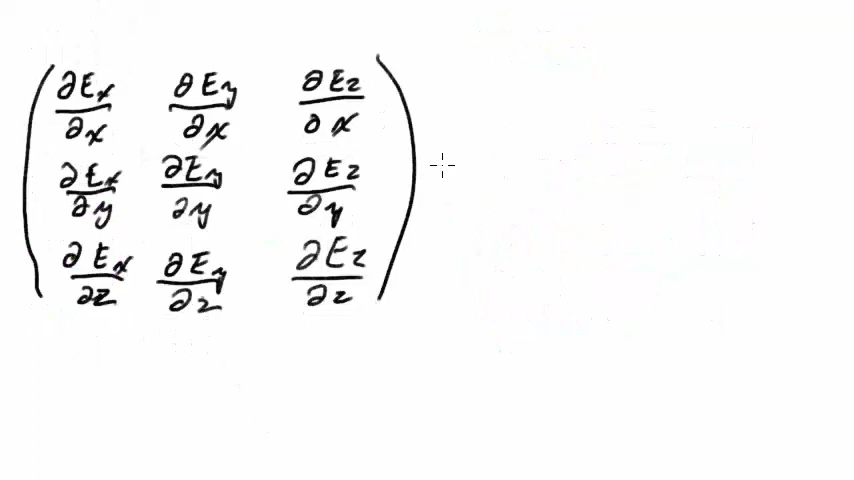 ∂Ex/∂x ∂Ey/∂x ∂Ez/∂x
∂Ex/∂y ∂Ey/∂y ∂Ez/∂y
∂Ex/∂z ∂Ey/∂z ∂Ez/∂z